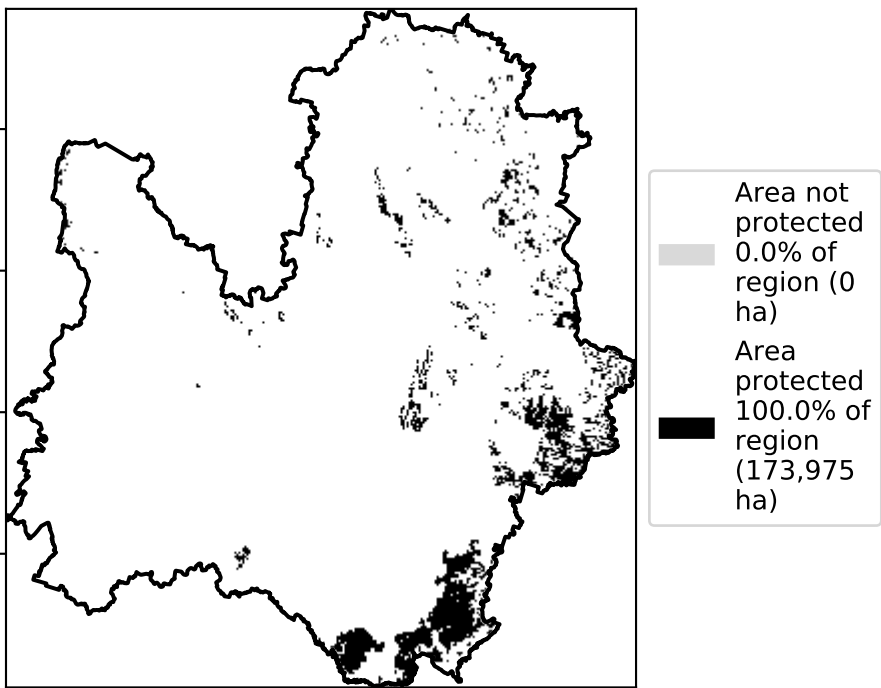 Area not
protected
0.0% of
region (0
ha)
Area
protected
100.0% of
region
(173,975
ha)